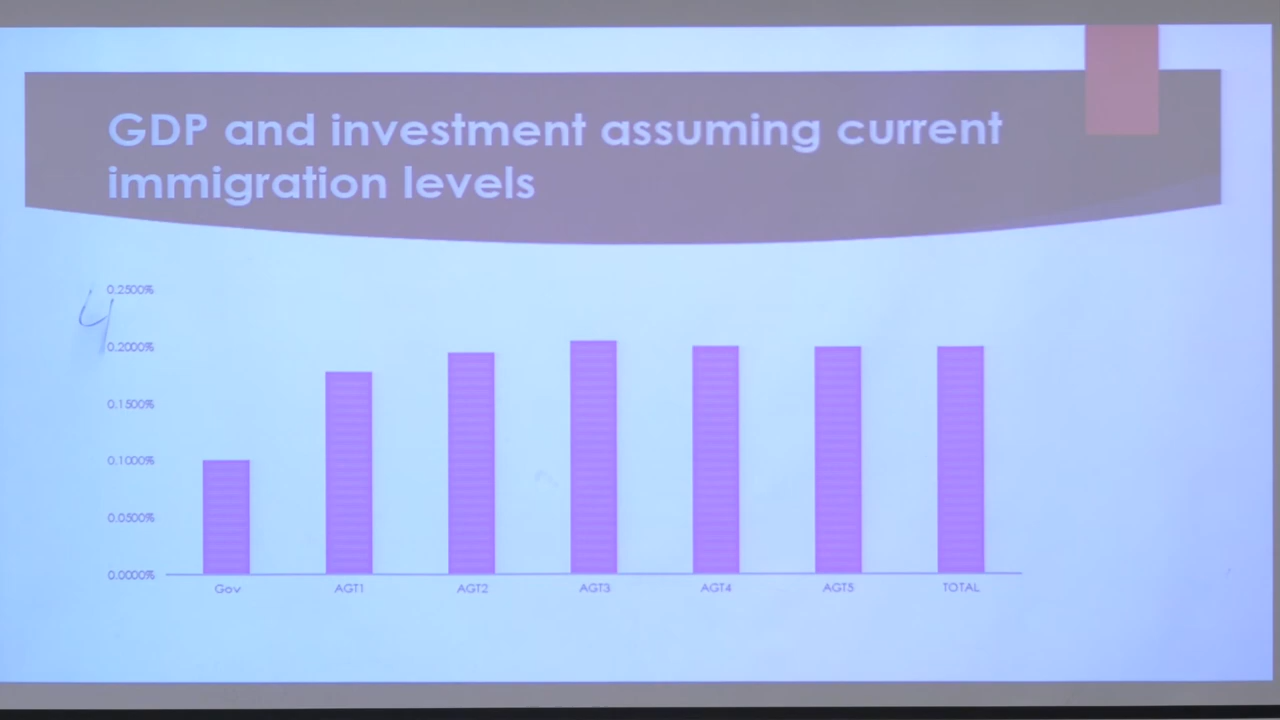 GDP and investment assuming current
immigration levels
4
0.2500%
0.2000%
0.1500%
0.1000%
0.0500%
0.0000%
Gov AGT1 AGT2 AGT3 AGT4 AGT5 TOTAL